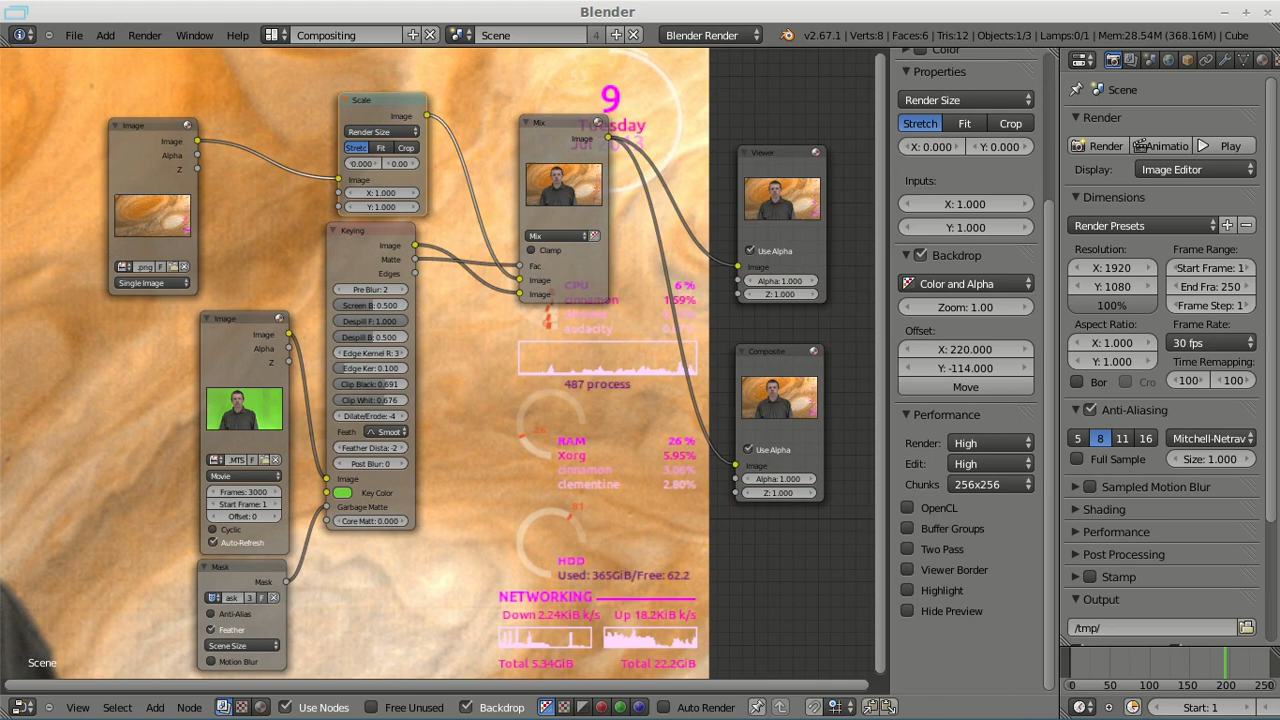 Blender
File Add Render Window Help Compositing Scene 4 Blender Render v2.67.1 | Verts:8 | Faces:6 | Tris:12 | Objects:1/3 | Lamps:0/1 | Mem:28.54M (368.16M) | Cube
Image
Image
Alpha
Z
.png F
Single Image
Scale
Image
Render Size
Stretc Fit Crop
0.000 0.00
Image
X: 1.000
Y: 1.000
Keying
Image
Matte
Edges
Pre Blur: 2
Screen B: 0.500
Despill F: 1.000
Despill B: 0.500
Edge Kernel R: 3
Edge Ker: 0.100
Clip Black: 0.691
Clip Whit: 0.676
Dilate/Erode: -4
Feath Smoot
Feather Dista: -2
Post Blur: 0
Image
Key Color
Garbage Matte
Core Matt: 0.000
Image
Image
Alpha
Z
.MTS F
Movie
Frames: 3000
Start Frame: 1
Offset: 0
Cyclic
Auto-Refresh
Mask
Mask
ask 3 F
Anti-Alias
Feather
Scene Size
Motion Blur
Scene
53
9
Tuesday
Jul 2013
Mix
Image
Mix
Clamp
Fac
Image
Image
CPU 6 %
cinnamon 1.59%
audacity
487 process
26
RAM 26 %
Xorg 5.95%
cinnamon 3.06%
clementine 2.80%
81
HDD
Used: 365GiB/Free: 62.2
NETWORKING
Down 2.24KiB k/s Up 18.2KiB k/s
Total 5.34GiB Total 22.2GiB
Viewer
Use Alpha
Image
Alpha: 1.000
Z: 1.000
Composite
Use Alpha
Image
Alpha: 1.000
Z: 1.000
Color
Properties
Render Size
Stretch Fit Crop
X: 0.000 Y: 0.000
Inputs:
X: 1.000
Y: 1.000
Backdrop
Color and Alpha
Zoom: 1.00
Offset:
X: 220.000
Y: -114.000
Move
Performance
Render: High
Edit: High
Chunks 256x256
OpenCL
Buffer Groups
Two Pass
Viewer Border
Highlight
Hide Preview
Scene
Render
Render Animatio Play
Display: Image Editor
Dimensions
Render Presets
Resolution: Frame Range:
X: 1920 Start Frame: 1
Y: 1080 End Fra: 250
100% Frame Step: 1
Aspect Ratio: Frame Rate:
X: 1.000 30 fps
Y: 1.000 Time Remapping:
Bor Cro 100 100
Anti-Aliasing
5 8 11 16 Mitchell-Netrav
Full Sample Size: 1.000
Sampled Motion Blur
Shading
Performance
Post Processing
Stamp
Output
/tmp/
0 50 100 150 200 250
View Select Add Node Use Nodes Free Unused Backdrop Auto Render Start: 1